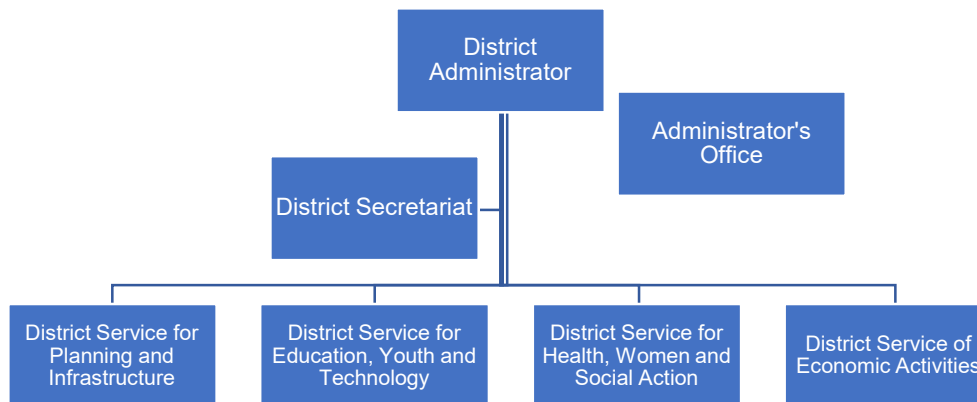 District
Administrator
Administrator's
Office
District Secretariat
District Service for
Planning and
Infrastructure
District Service for
Education, Youth and
Technology
District Service for
Health, Women and
Social Action
District Service of
Economic Activities